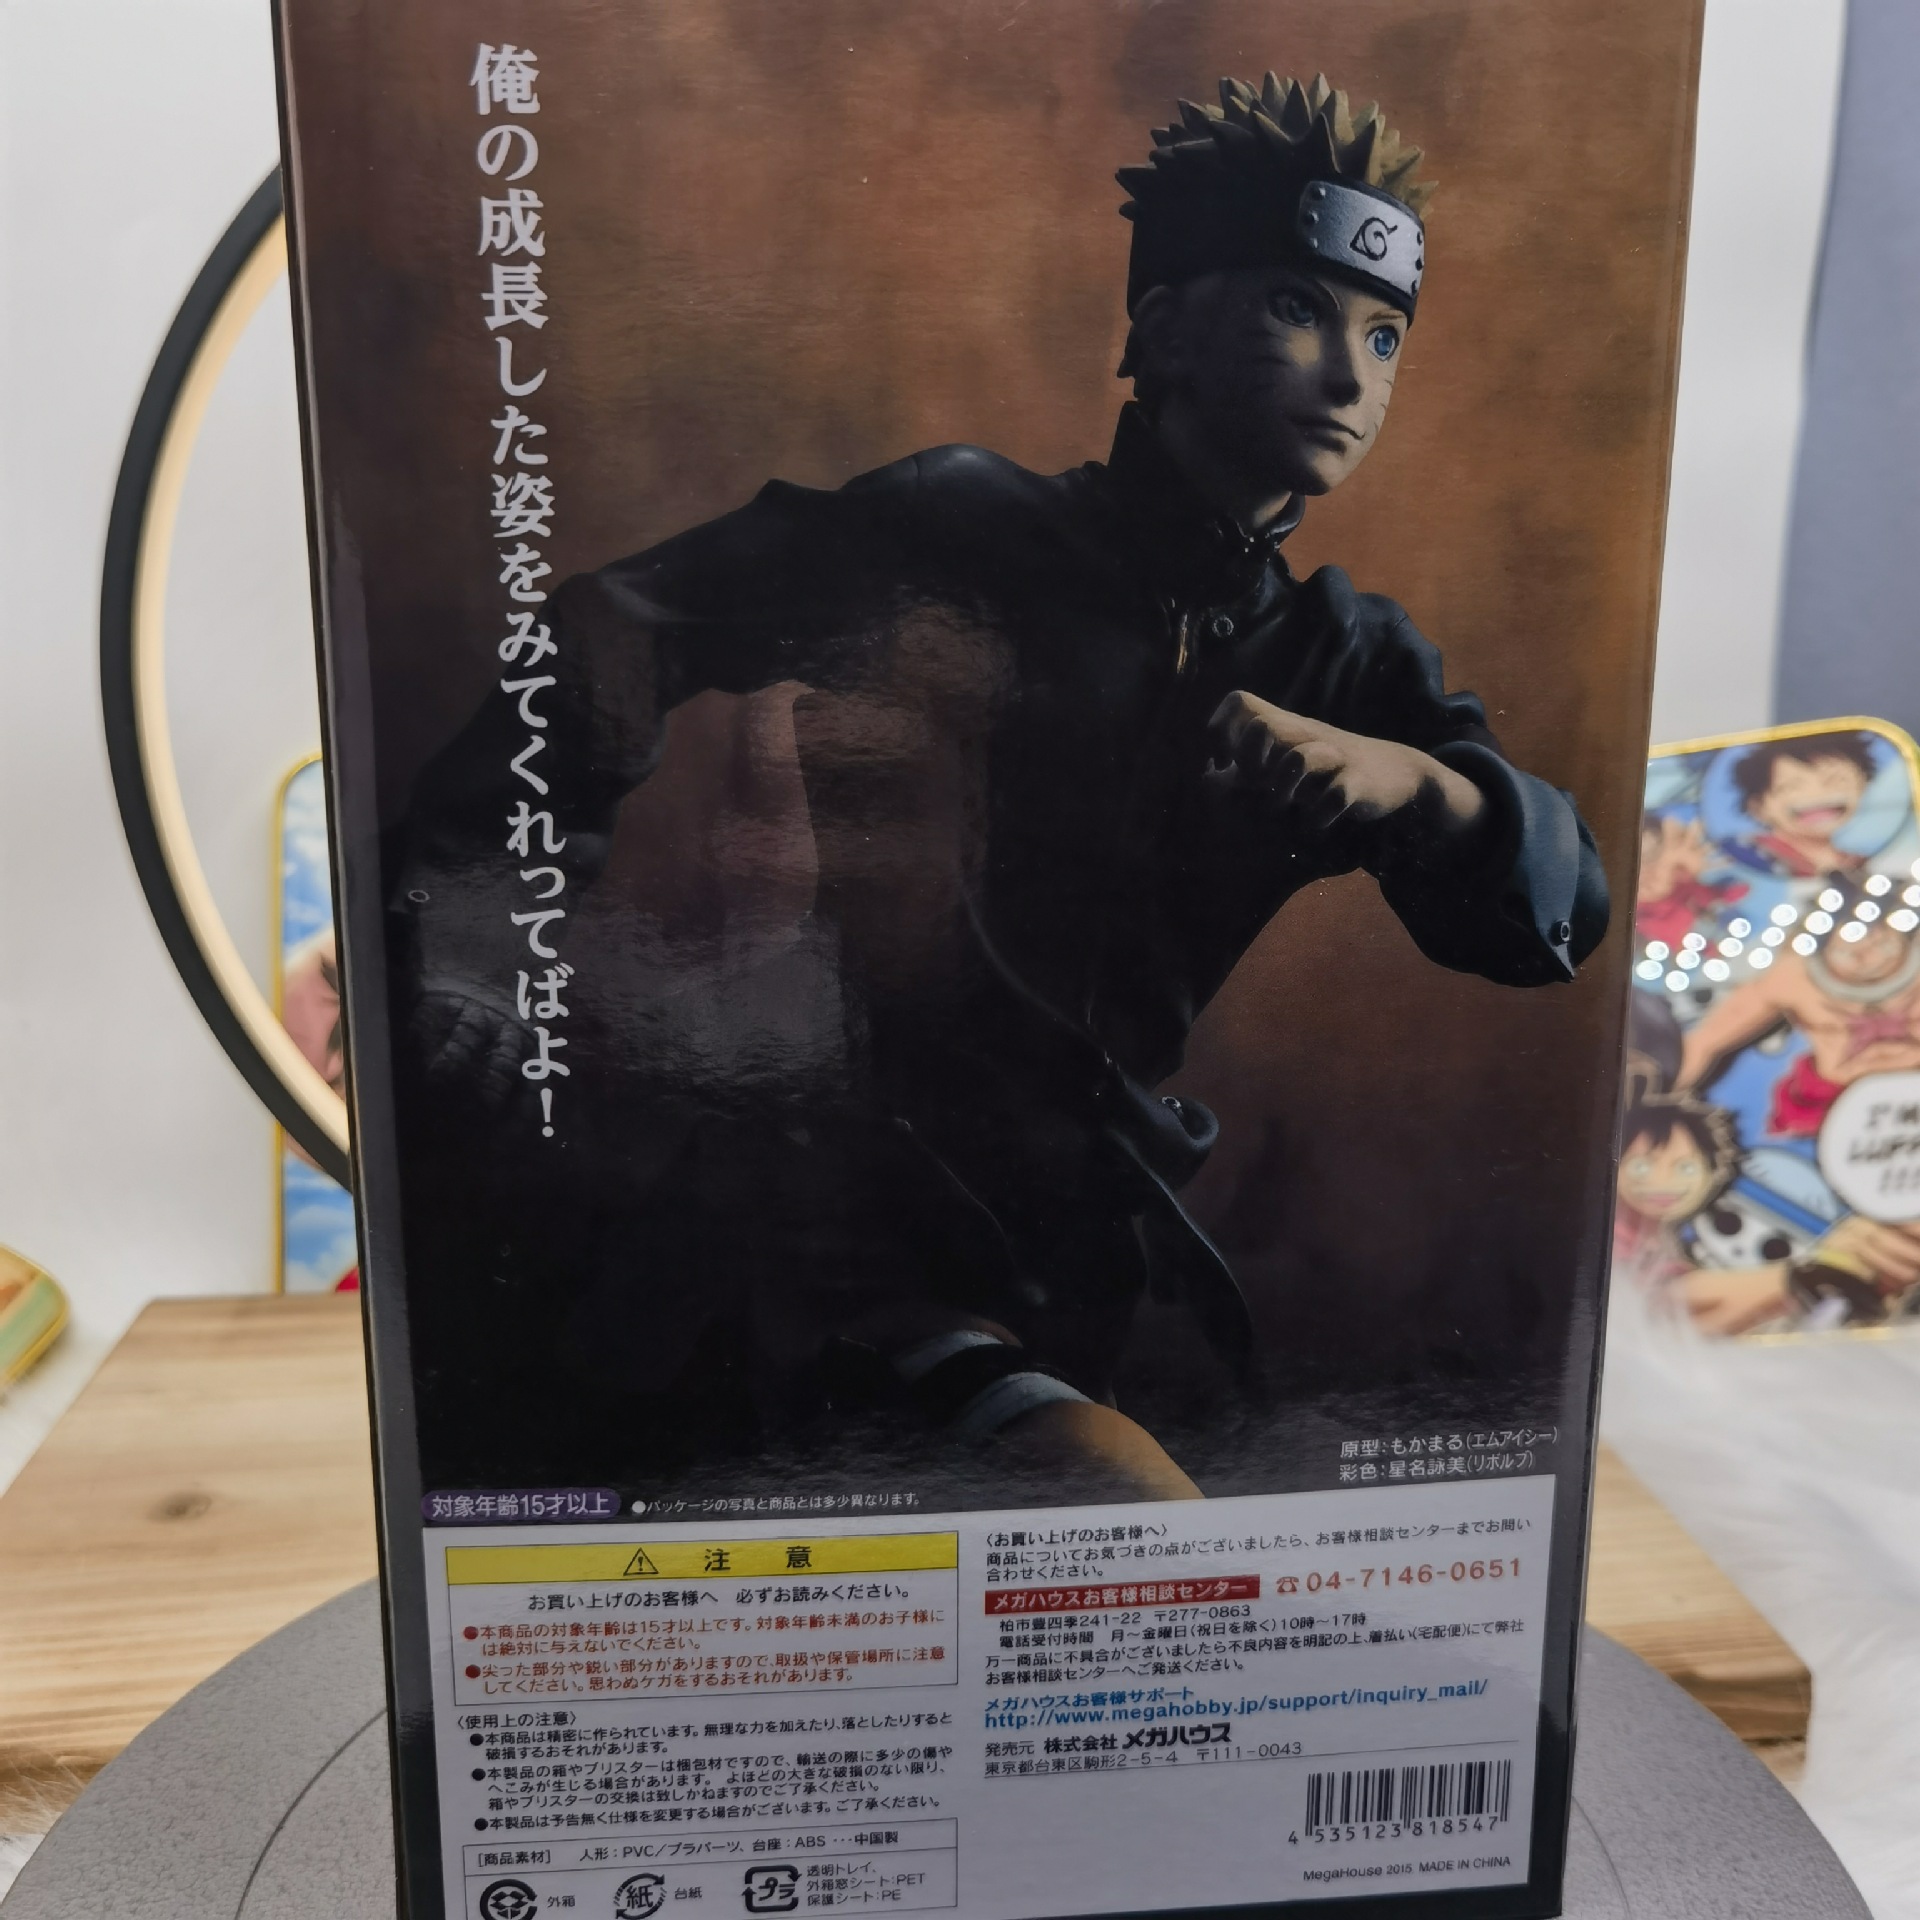 俺の成長した姿をみてくれってばよ！
原型：もかまる（エムアイシー）
彩色：星名詠美（リボルブ）
対象年齢15才以上
●パッケージの写真と商品とは多少異なります。
注 意
お買い上げのお客様へ 必ずお読みください。
●本商品の対象年齢は15才以上です。対象年齢未満のお子様に
は絶対に与えないでください。
●尖った部分や鋭い部分がありますので、取扱や保管場所に注意
してください。思わぬケガをするおそれがあります。
〈使用上の注意〉
●本商品は精密に作られています。無理な力を加えたり、落としたりすると
破損するおそれがあります。
●本製品の箱やブリスターは梱包材ですので、輸送の際に多少の傷や
へこみが生じる場合があります。 よほどの大きな破損のない限り、
箱やブリスターの交換は致しかねますのでご了承ください。
●本製品は予告無く仕様を変更する場合がございます。ご了承ください。
[商品素材] 人形：PVC／プラパーツ、台座：ABS …中国製
外箱
紙 台紙
プラ
透明トレイ、
外箱窓シート：PET
保護シート：PE
〈お買い上げのお客様へ〉
商品についてお気づきの点がございましたら、お客様相談センターまでお問い
合わせください。
メガハウスお客様相談センター ☎04-7146-0651
柏市豊四季241-22 〒277-0863
電話受付時間 月〜金曜日（祝日を除く）10時〜17時
万一商品に不具合がございましたら不良内容を明記の上、着払い（宅配便）にて弊社
お客様相談センターへご発送ください。
メガハウスお客様サポート
http://www.megahobby.jp/support/inquiry_mail/
発売元 株式会社 メガハウス
東京都台東区駒形2-5-4 〒111-0043
4 535123 818547
MegaHouse 2015 MADE IN CHINA
I'M